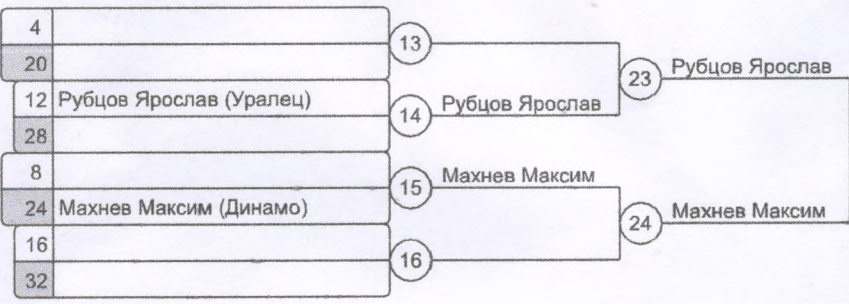 4
13
20
23 Рубцов Ярослав
12 Рубцов Ярослав (Уралец)
14 Рубцов Ярослав
28
8
15 Махнев Максим
24 Махнев Максим (Динамо)
24 Махнев Максим
16
16
32